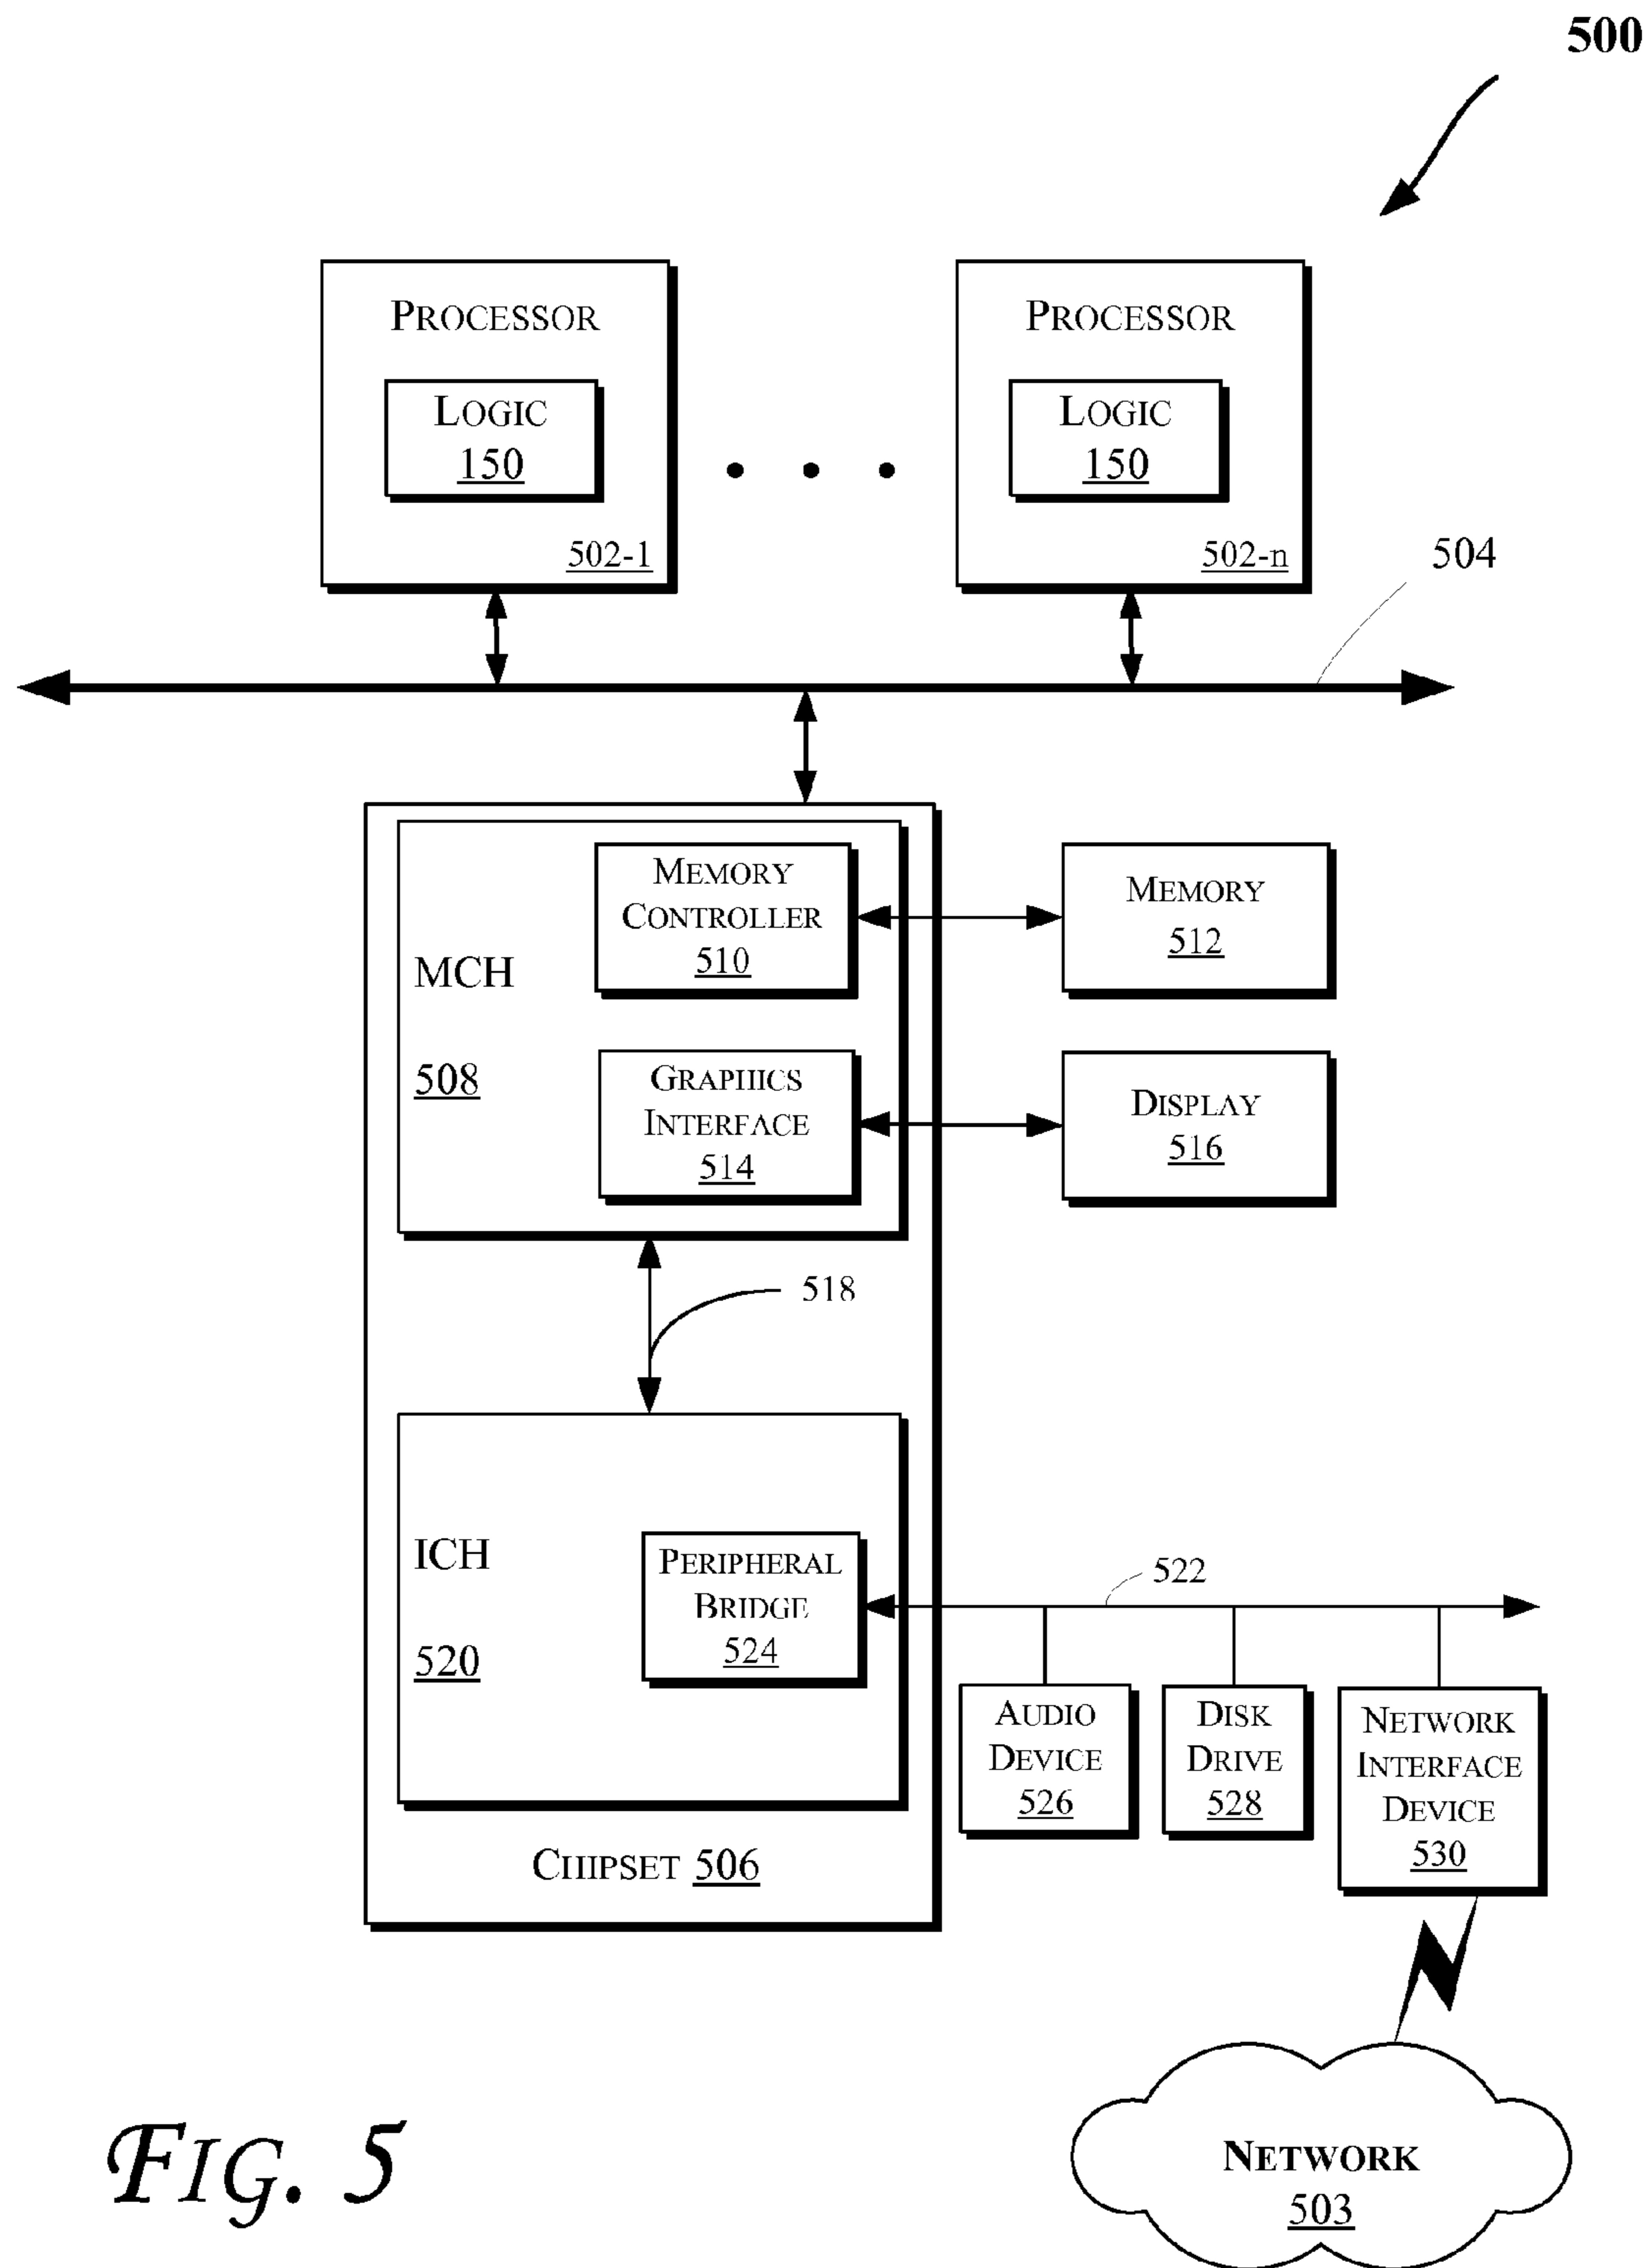 500
PROCESSOR
LOGIC
150
502-1
PROCESSOR
LOGIC
150
502-n
504
MCH
508
MEMORY
CONTROLLER
510
MEMORY
512
GRAPHICS
INTERFACE
514
DISPLAY
516
518
ICH
520
PERIPHERAL
BRIDGE
524
522
AUDIO
DEVICE
526
DISK
DRIVE
528
NETWORK
INTERFACE
DEVICE
530
CHIPSET 506
NETWORK
503
FIG. 5